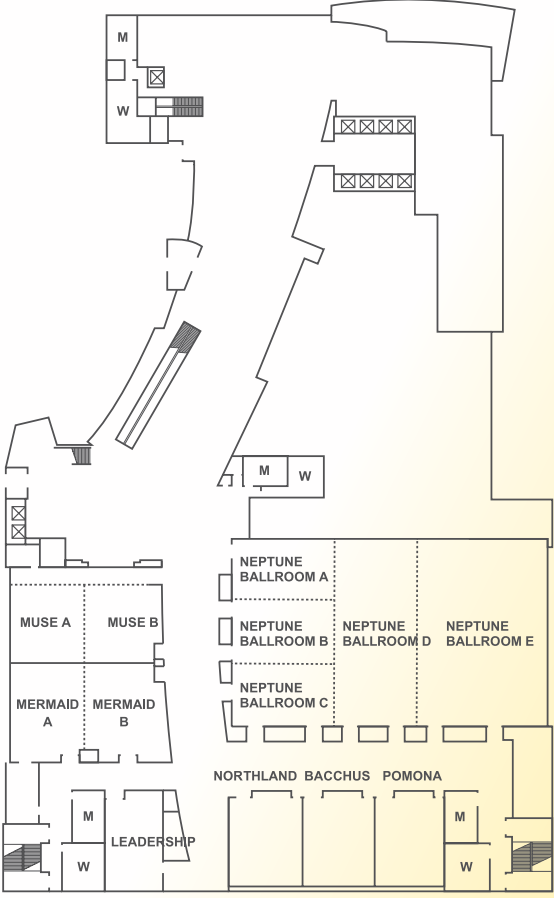 M
W
M
W
NEPTUNE
BALLROOM A
MUSE A
MUSE B
NEPTUNE
BALLROOM B
NEPTUNE
BALLROOM D
NEPTUNE
BALLROOM E
MERMAID
A
MERMAID
B
NEPTUNE
BALLROOM C
NORTHLAND BACCHUS POMONA
M
LEADERSHIP
W
M
W